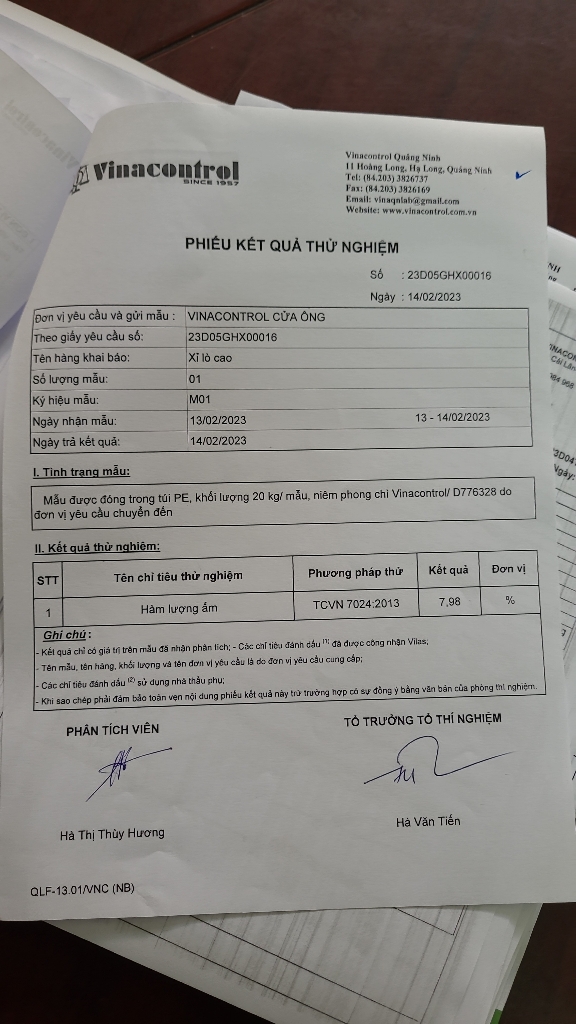 Vinacontrol
SINCE 1957
Vinacontrol Quảng Ninh
11 Hoàng Long, Hạ Long, Quảng Ninh
Tel: (84.203) 3826737
Fax: (84.203) 3826169
Email: vinaqnlab@gmail.com
Website: www.vinacontrol.com.vn
PHIẾU KẾT QUẢ THỬ NGHIỆM
Số : 23D05GHX00016
Ngày : 14/02/2023
Đơn vị yêu cầu và gửi mẫu : VINACONTROL CỬA ÔNG
Theo giấy yêu cầu số: 23D05GHX00016
Tên hàng khai báo: Xỉ lò cao
Số lượng mẫu: 01
Ký hiệu mẫu: M01
Ngày nhận mẫu: 13/02/2023 13 - 14/02/2023
Ngày trả kết quả: 14/02/2023
I. Tình trạng mẫu:
Mẫu được đóng trong túi PE, khối lượng 20 kg/ mẫu, niêm phong chì Vinacontrol/ D776328 do
đơn vị yêu cầu chuyển đến
II. Kết quả thử nghiệm:
STT Tên chỉ tiêu thử nghiệm Phương pháp thử Kết quả Đơn vị
1 Hàm lượng ẩm TCVN 7024:2013 7,98 %
Ghi chú :
- Kết quả chỉ có giá trị trên mẫu đã nhận phân tích; - Các chỉ tiêu đánh dấu (1) đã được công nhận Vilas;
- Tên mẫu, tên hàng, khối lượng và tên đơn vị yêu cầu là do đơn vị yêu cầu cung cấp;
- Các chỉ tiêu đánh dấu (2) sử dụng nhà thầu phụ;
- Khi sao chép phải đảm bảo toàn vẹn nội dung phiếu kết quả này trừ trường hợp có sự đồng ý bằng văn bản của phòng thí nghiệm.
PHÂN TÍCH VIÊN
TỔ TRƯỞNG TỔ THÍ NGHIỆM
Hà Thị Thùy Hương
Hà Văn Tiến
QLF-13.01/VNC (NB)